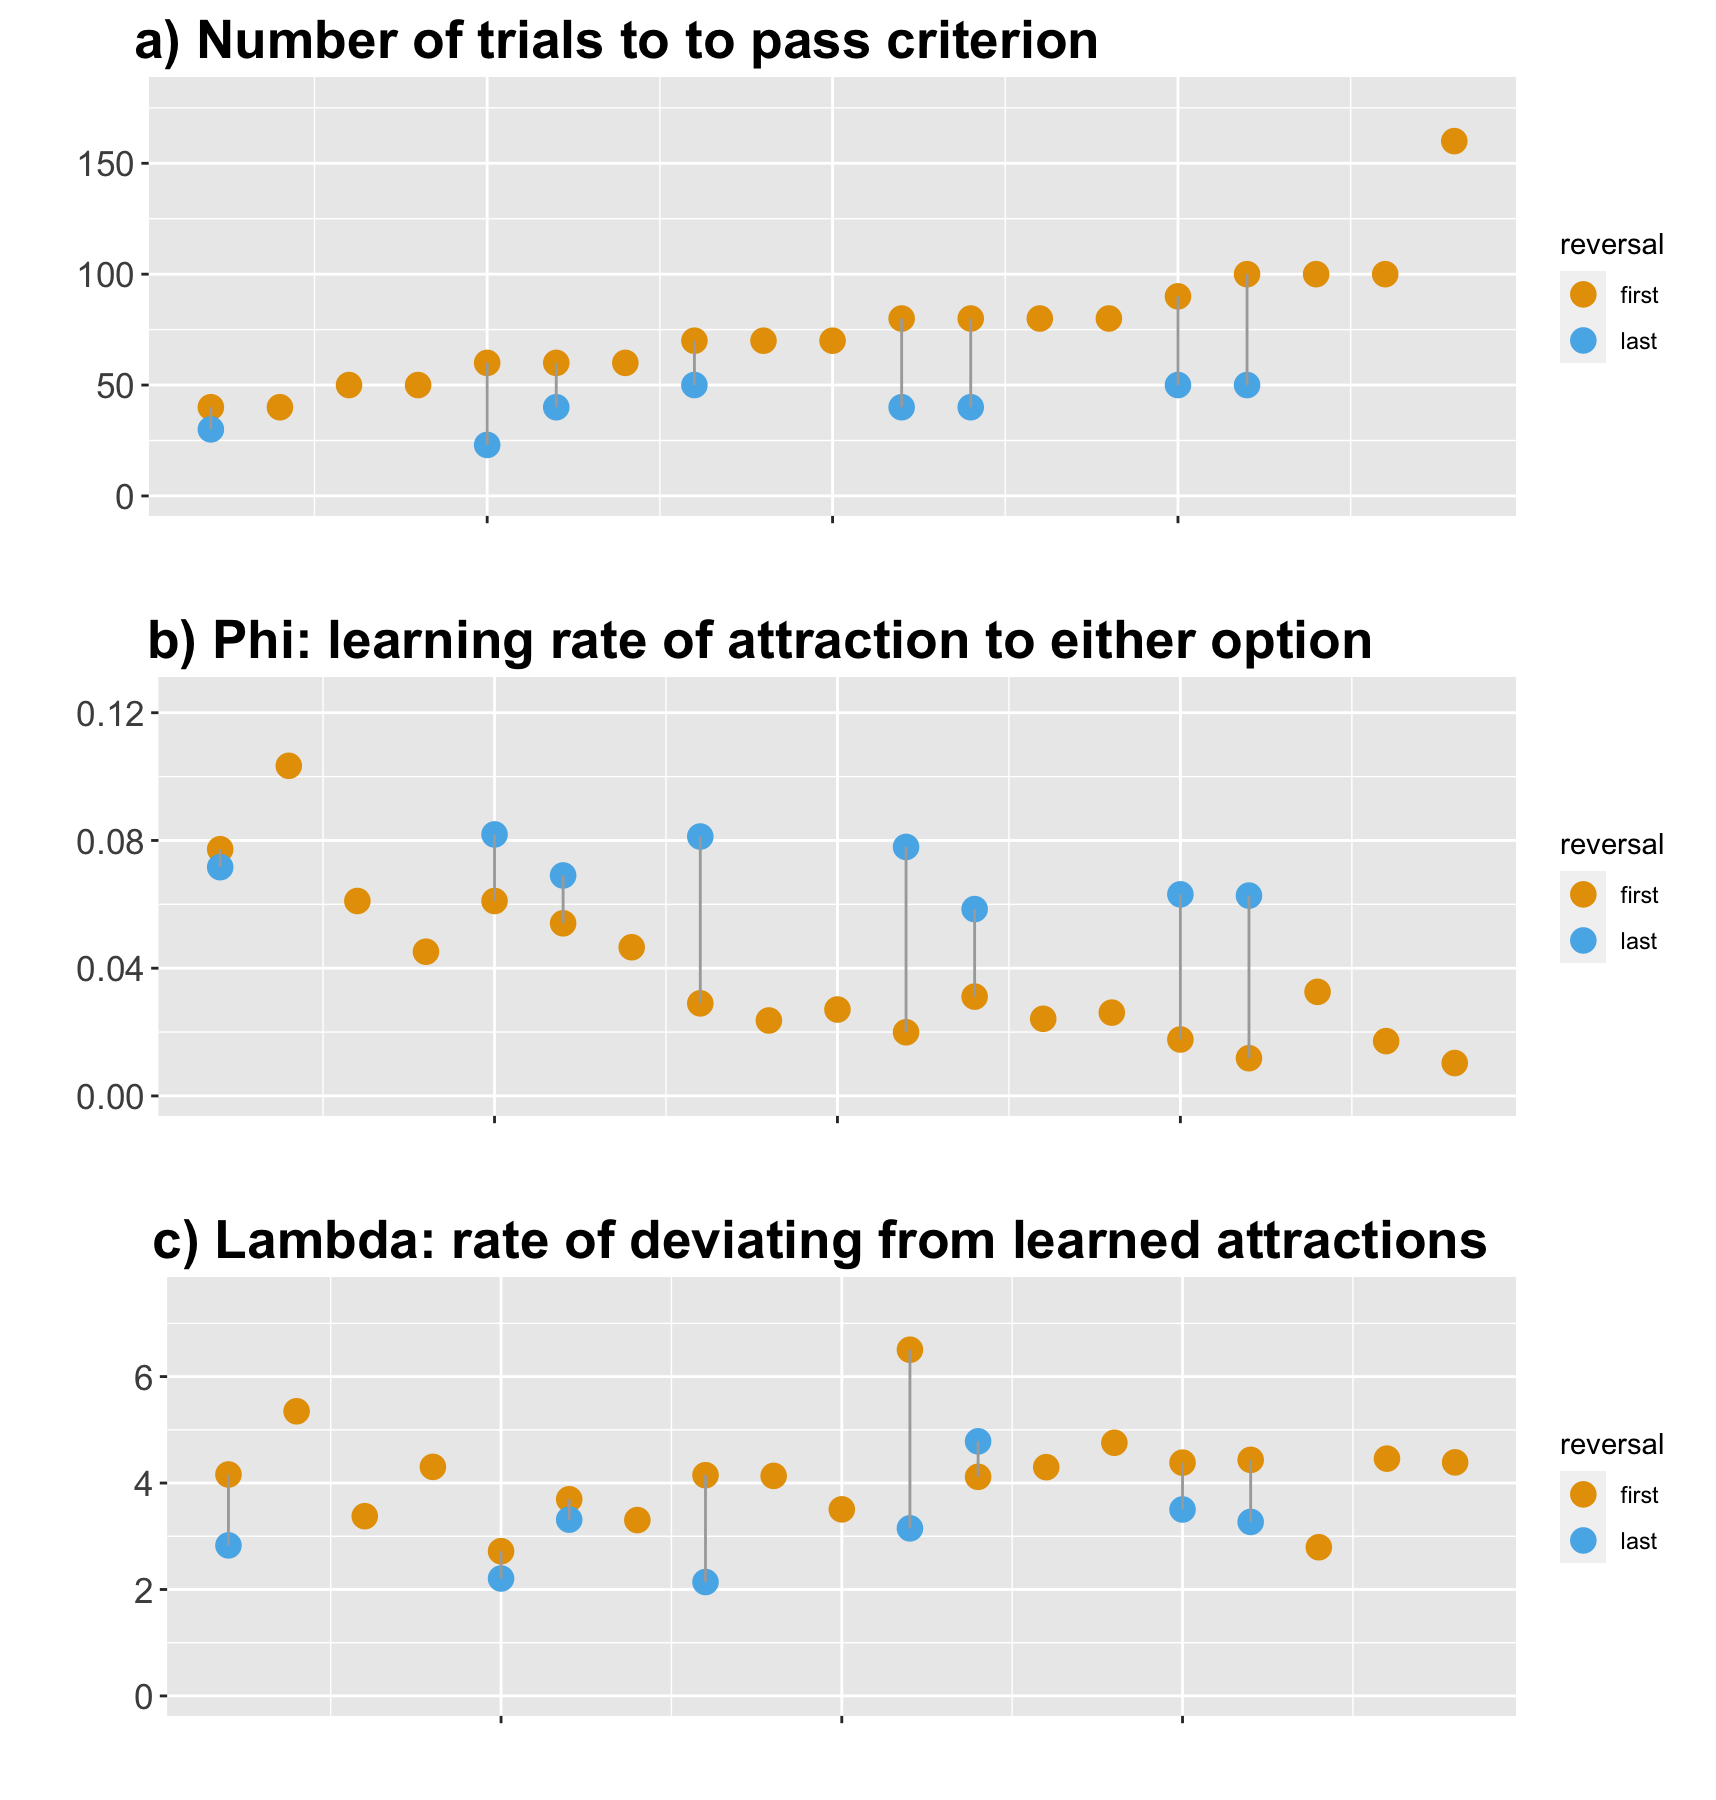 a) Number of trials to to pass criterion
150
100
50
0
reversal
first
last
b) Phi: learning rate of attraction to either option
0.12
0.08
0.04
0.00
reversal
first
last
c) Lambda: rate of deviating from learned attractions
6
4
2
0
reversal
first
last